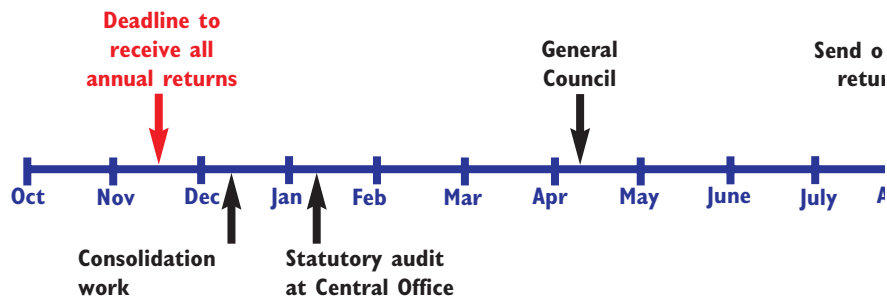 Deadline to
receive all
annual returns
General
Council
Send o
retur
Oct Nov Dec Jan Feb Mar Apr May June July A
Consolidation
work
Statutory audit
at Central Office